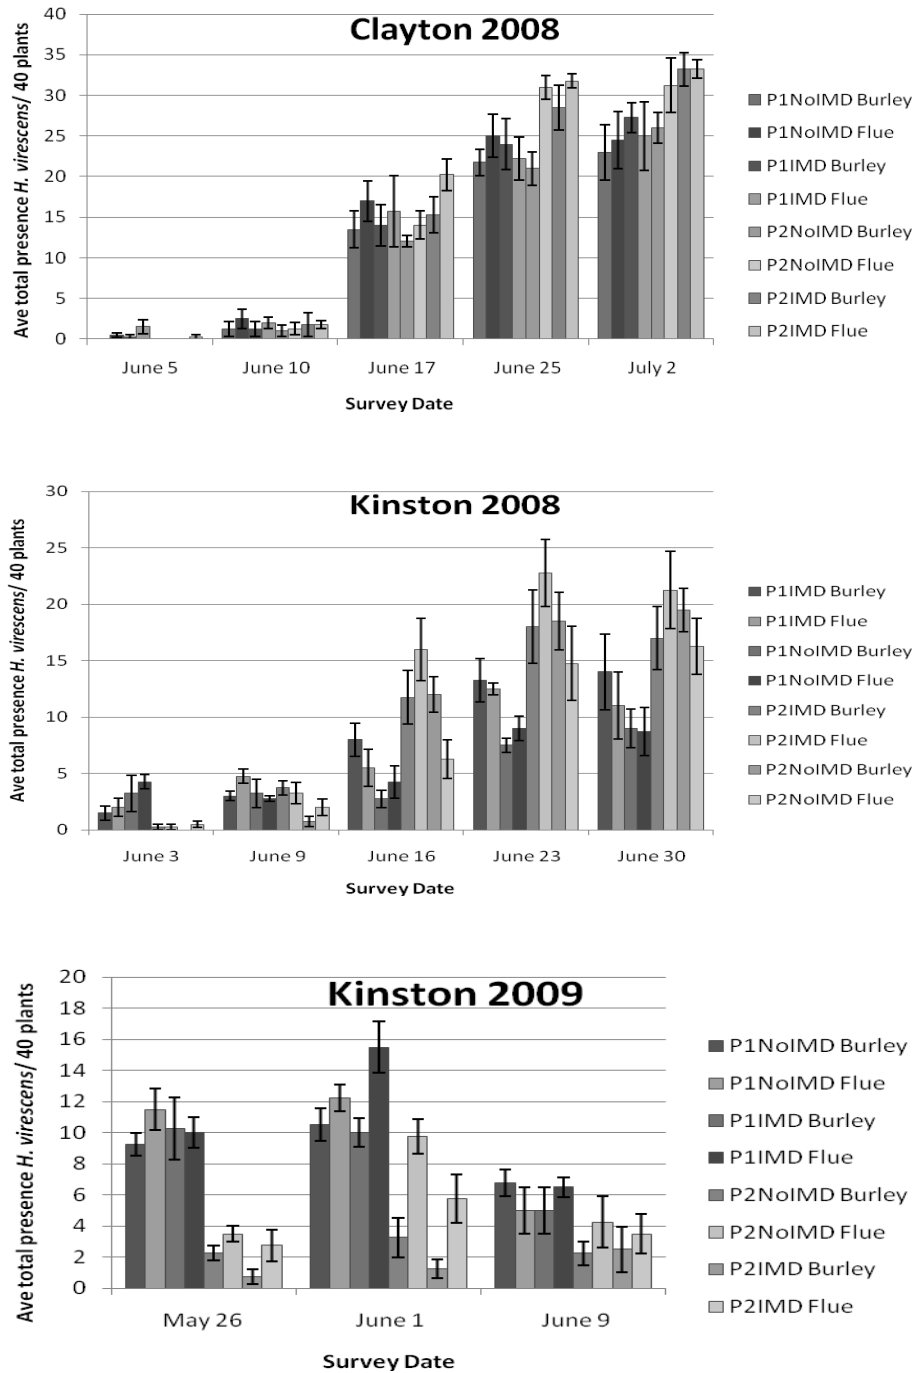 Clayton 2008
Ave total presence H. virescens/ 40 plants
40
35
30
25
20
15
10
5
0
June 5 June 10 June 17 June 25 July 2
Survey Date
P1NoIMD Burley
P1NoIMD Flue
P1IMD Burley
P1IMD Flue
P2NoIMD Burley
P2NoIMD Flue
P2IMD Burley
P2IMD Flue
Kinston 2008
Ave total presence H. virescens/ 40 plants
30
25
20
15
10
5
0
June 3 June 9 June 16 June 23 June 30
Survey Date
P1IMD Burley
P1IMD Flue
P1NoIMD Burley
P1NoIMD Flue
P2IMD Burley
P2IMD Flue
P2NoIMD Burley
P2NoIMD Flue
Kinston 2009
Ave total presence H. virescens/ 40 plants
20
18
16
14
12
10
8
6
4
2
0
May 26 June 1 June 9
Survey Date
P1NoIMD Burley
P1NoIMD Flue
P1IMD Burley
P1IMD Flue
P2NoIMD Burley
P2NoIMD Flue
P2IMD Burley
P2IMD Flue